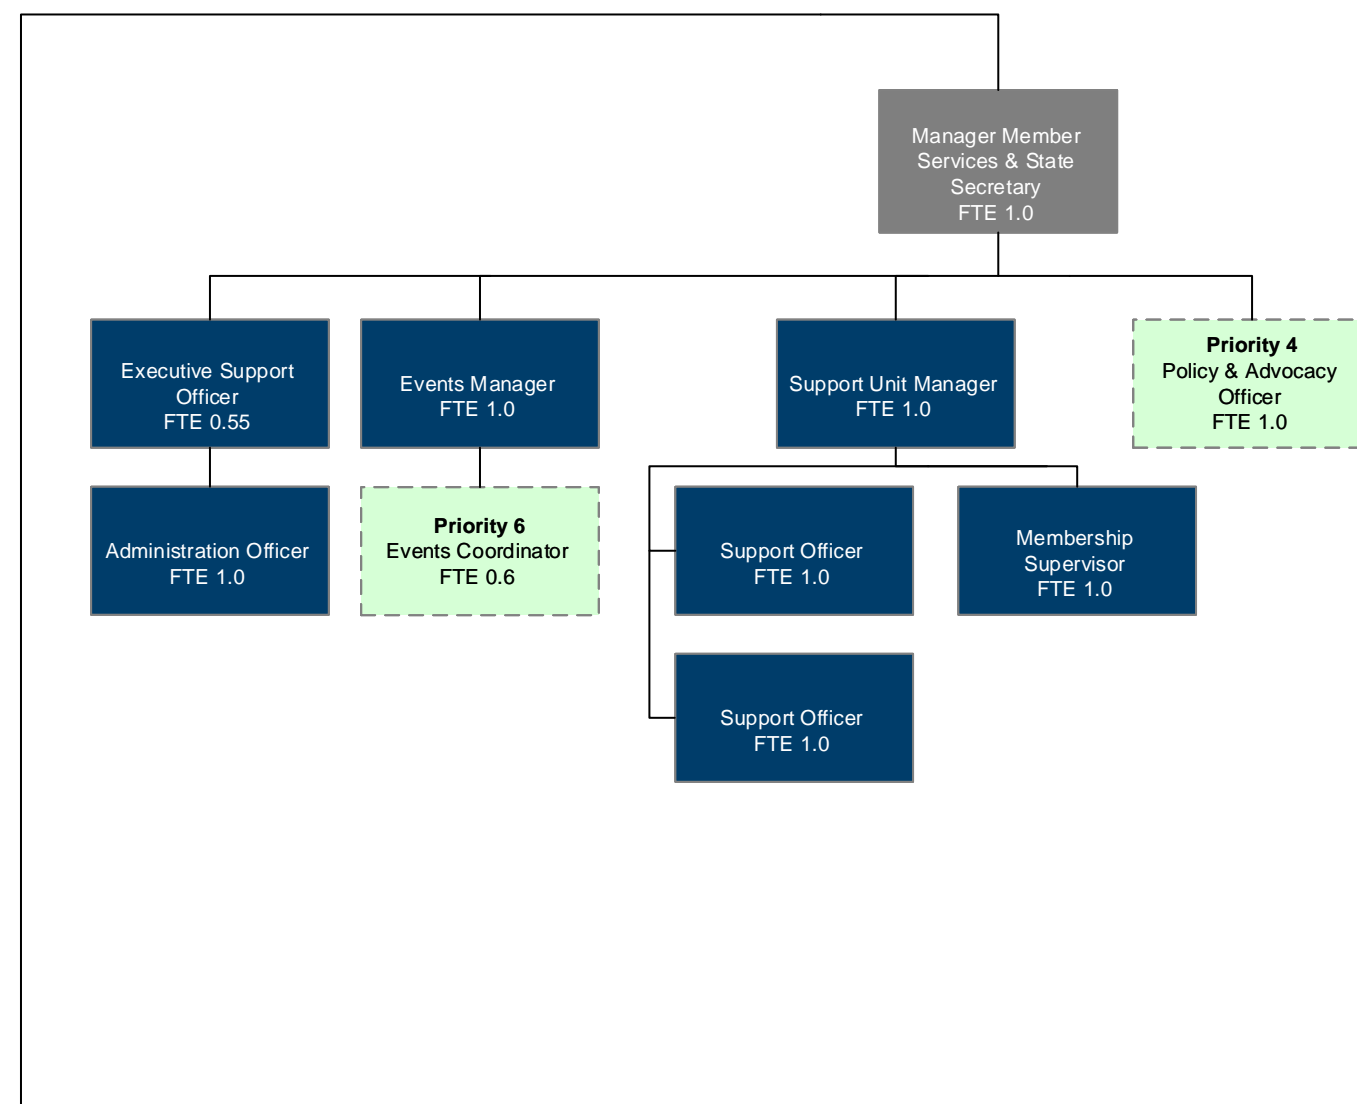 Manager Member
Services & State
Secretary
FTE 1.0
Executive Support
Officer
FTE 0.55
Events Manager
FTE 1.0
Support Unit Manager
FTE 1.0
Priority 4
Policy & Advocacy
Officer
FTE 1.0
Administration Officer
FTE 1.0
Priority 6
Events Coordinator
FTE 0.6
Support Officer
FTE 1.0
Membership
Supervisor
FTE 1.0
Support Officer
FTE 1.0